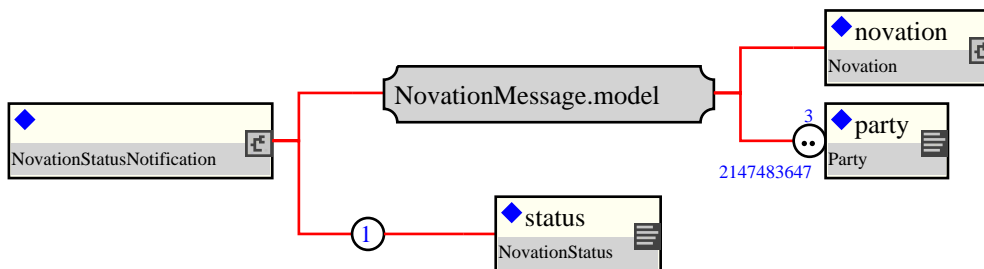 novation
Novation
NovationMessage.model
3
party
Party
2147483647
NovationStatusNotification
1
status
NovationStatus